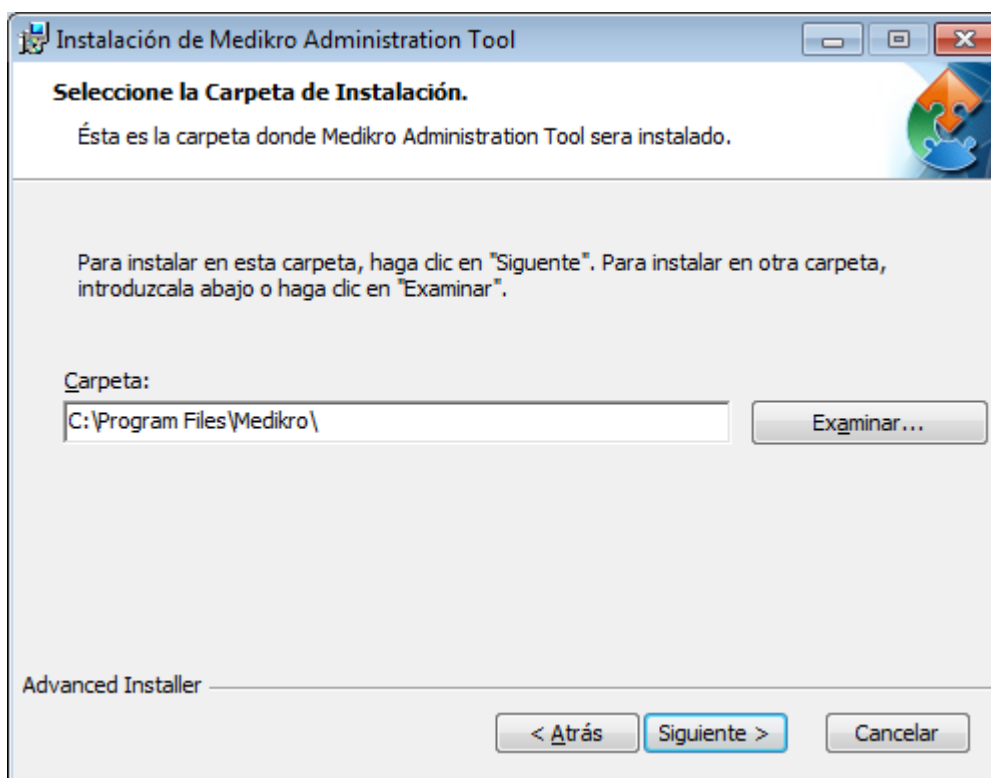 Instalación de Medikro Administration Tool
Seleccione la Carpeta de Instalación.
Ésta es la carpeta donde Medikro Administration Tool sera instalado.
Para instalar en esta carpeta, haga clic en "Siguente". Para instalar en otra carpeta,
introduzcala abajo o haga clic en "Examinar".
Carpeta:
C:\Program Files\Medikro\
Examinar...
Advanced Installer
< Atrás
Siguiente >
Cancelar